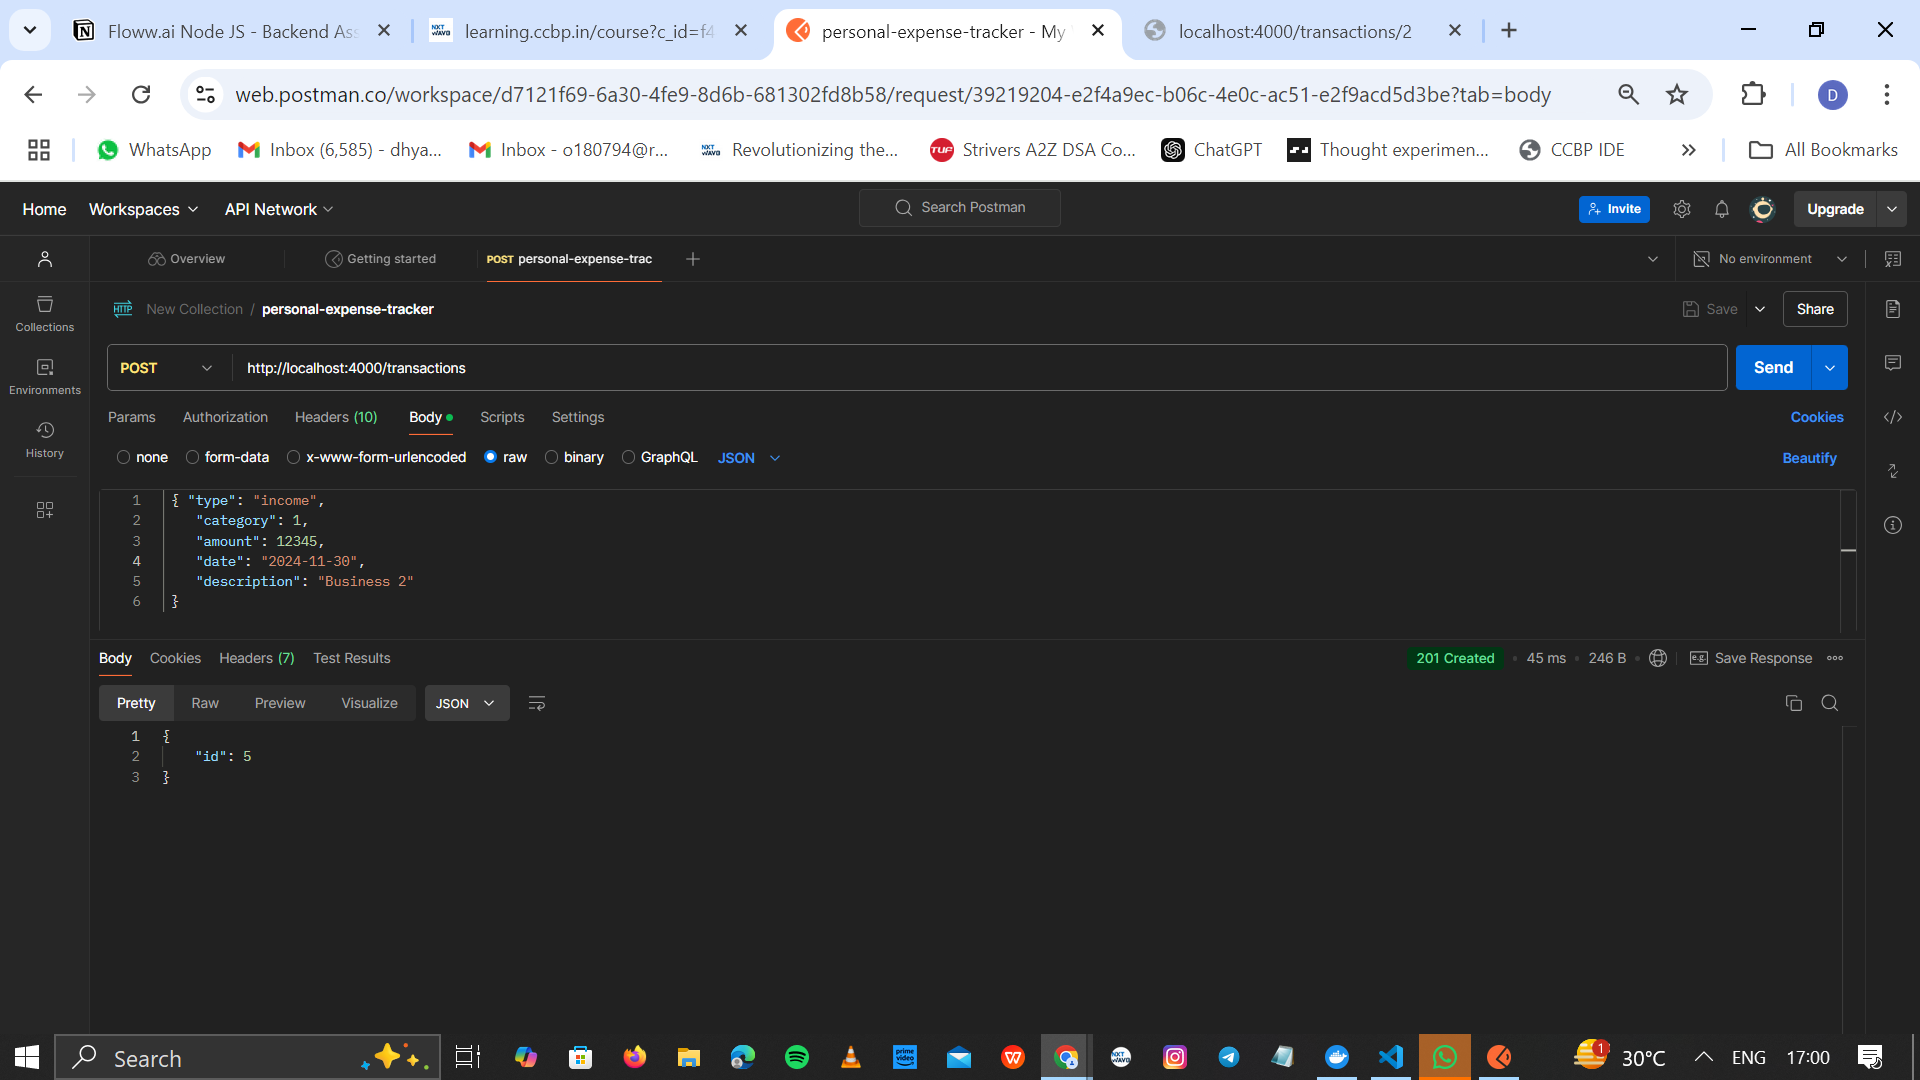 Floww.ai Node JS - Backend Ass
learning.ccbp.in/course?c_id=f4
personal-expense-tracker - My
localhost:4000/transactions/2
web.postman.co/workspace/d7121f69-6a30-4fe9-8d6b-681302fd8b58/request/39219204-e2f4a9ec-b06c-4e0c-ac51-e2f9acd5d3be?tab=body
D
WhatsApp
Inbox (6,585) - dhya...
Inbox - o180794@r...
Revolutionizing the...
TUF
Strivers A2Z DSA Co...
ChatGPT
Thought experimen...
CCBP IDE
All Bookmarks
Home
Workspaces
API Network
Search Postman
Invite
Upgrade
Overview
Getting started
POST personal-expense-trac
No environment
HTTP
New Collection / personal-expense-tracker
Save
Share
Collections
Environments
History
POST
http://localhost:4000/transactions
Send
Params
Authorization
Headers (10)
Body
Scripts
Settings
Cookies
none
form-data
x-www-form-urlencoded
raw
binary
GraphQL
JSON
Beautify
1 { "type": "income",
2 "category": 1,
3 "amount": 12345,
4 "date": "2024-11-30",
5 "description": "Business 2"
6 }
Body
Cookies
Headers (7)
Test Results
201 Created
45 ms
246 B
e.g.
Save Response
Pretty
Raw
Preview
Visualize
JSON
1 {
2 "id": 5
3 }
Search
prime video
1
30°C
ENG
17:00